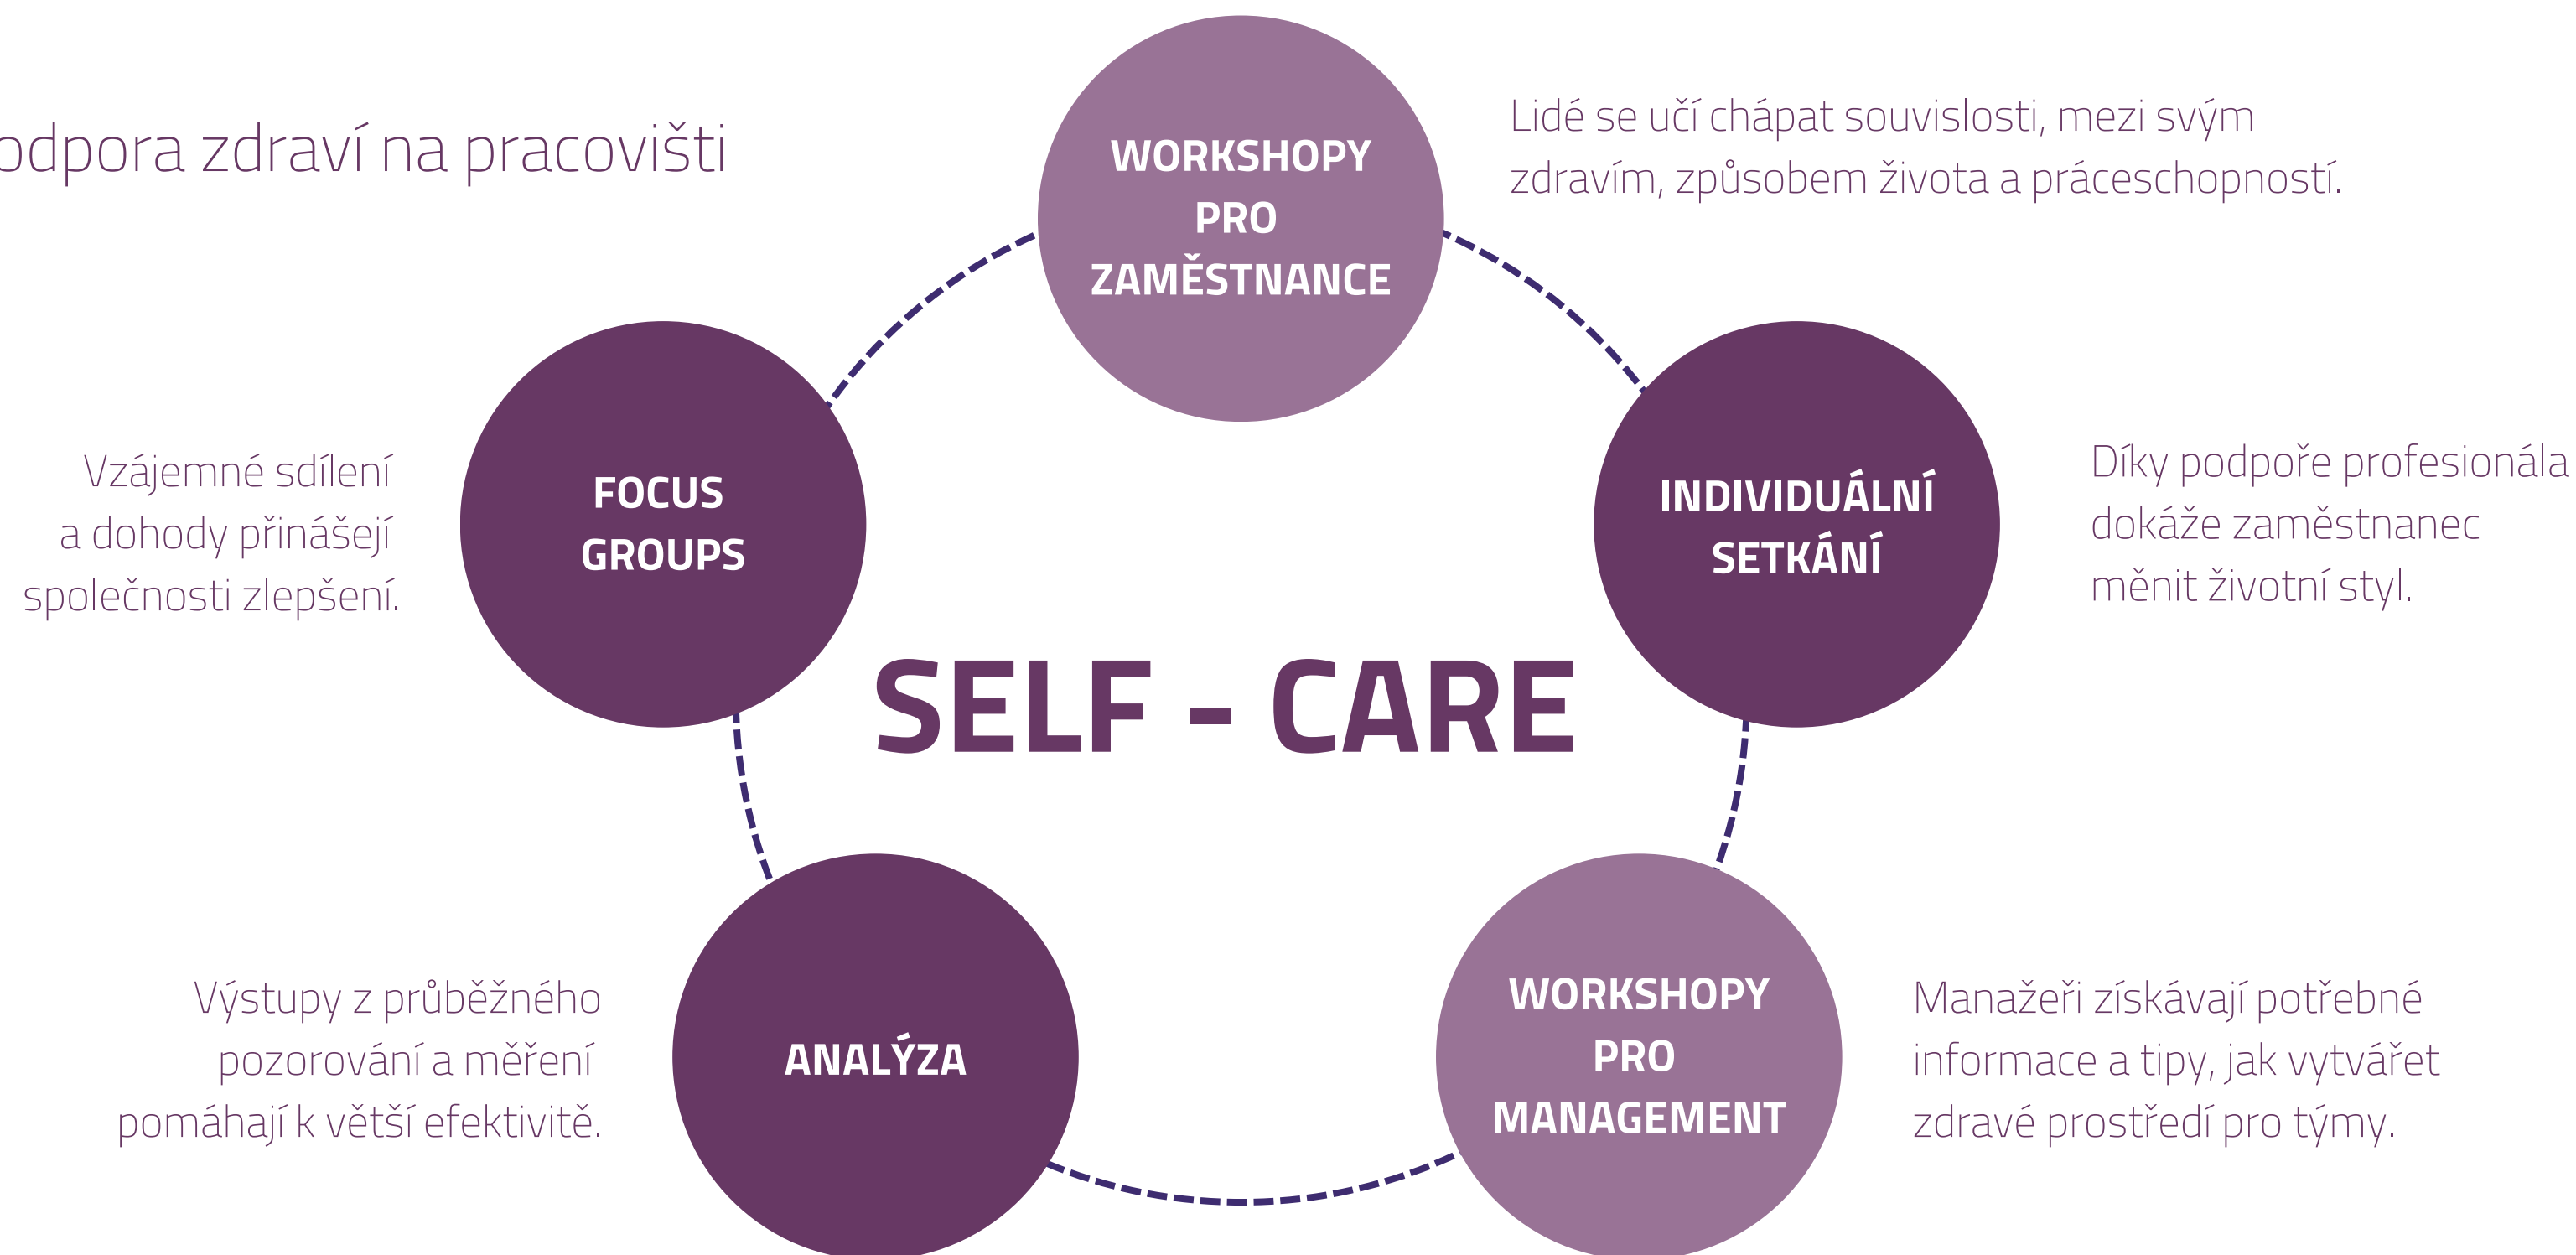 odpora zdraví na pracovišti
WORKSHOPY
PRO
ZAMĚSTNANCE
Lidé se učí chápat souvislosti, mezi svým
zdravím, způsobem života a práceschopností.
INDIVIDUÁLNÍ
SETKÁNÍ
Díky podpoře profesionála
dokáže zaměstnanec
měnit životní styl.
WORKSHOPY
PRO
MANAGEMENT
Manažeři získávají potřebné
informace a tipy, jak vytvářet
zdravé prostředí pro týmy.
ANALÝZA
Výstupy z průběžného
pozorování a měření
pomáhají k větší efektivitě.
FOCUS
GROUPS
Vzájemné sdílení
a dohody přinášejí
společnosti zlepšení.
SELF - CARE